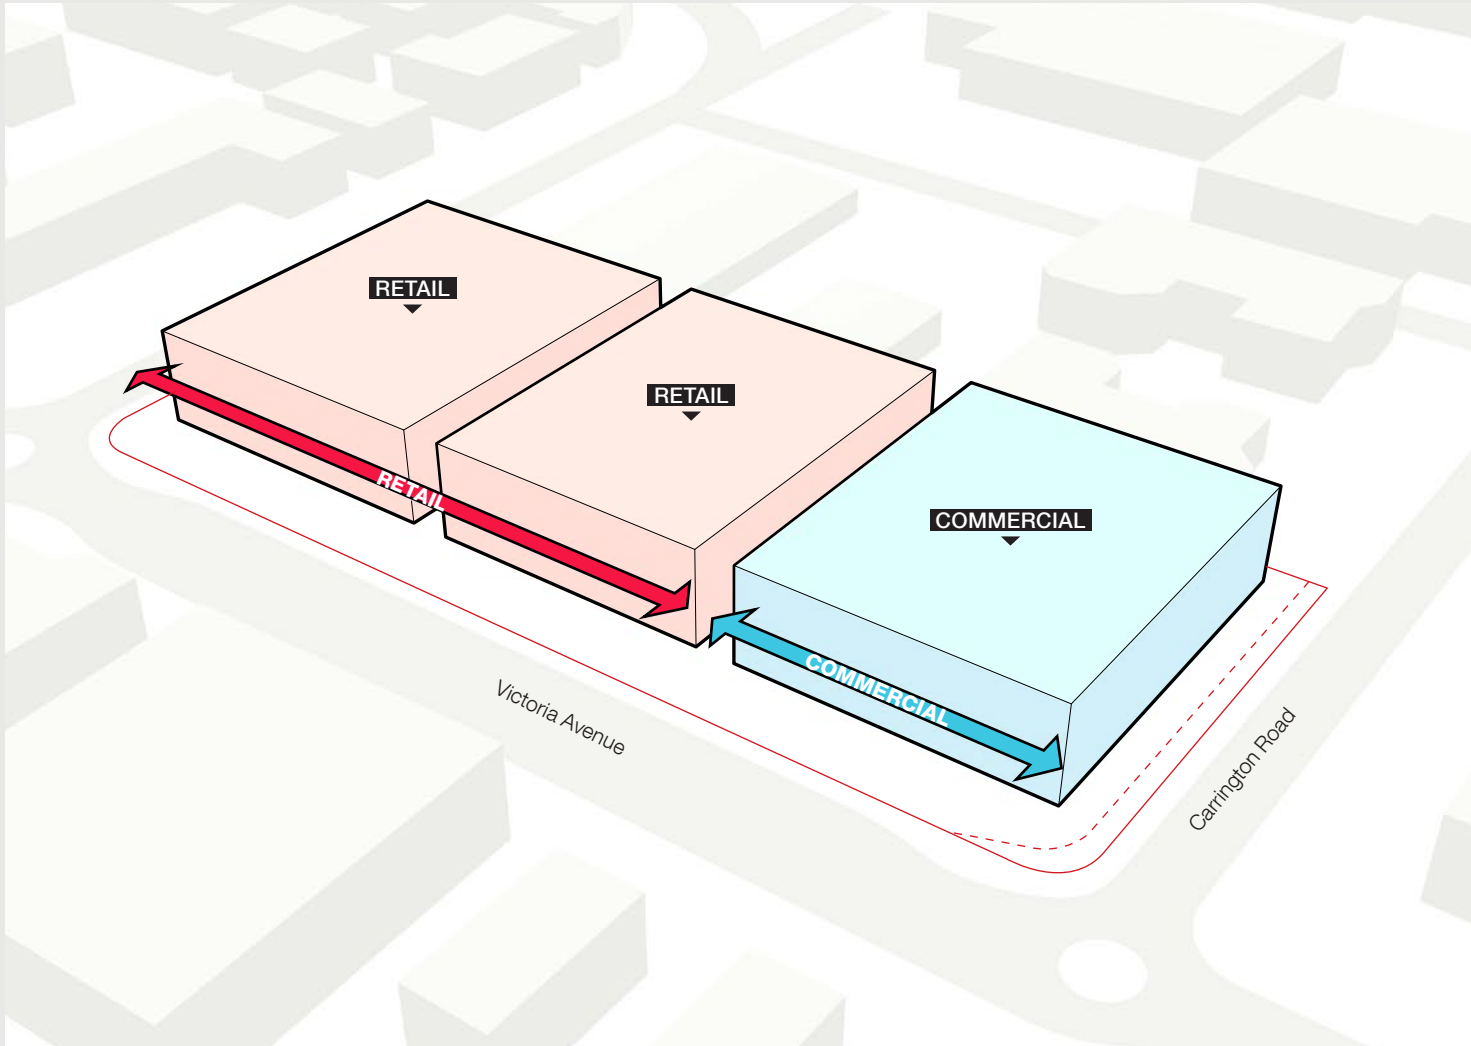 RETAIL
RETAIL
RETAIL
COMMERCIAL
COMMERCIAL
Victoria Avenue
Carrington Road